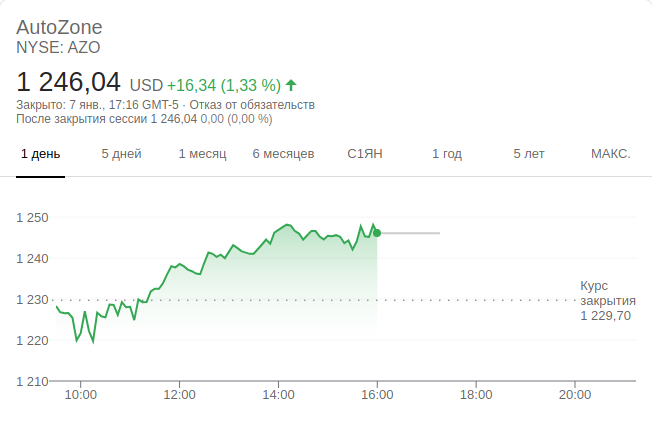 AutoZone
NYSE: AZO
1 246,04 USD +16,34 (1,33 %)
Закрыто: 7 янв., 17:16 GMT-5 · Отказ от обязательств
После закрытия сессии 1 246,04 0,00 (0,00 %)
1 день 5 дней 1 месяц 6 месяцев С1ЯН 1 год 5 лет МАКС.
1 250
1 240
1 230
1 220
1 210
Курс
закрытия
1 229,70
10:00 12:00 14:00 16:00 18:00 20:00